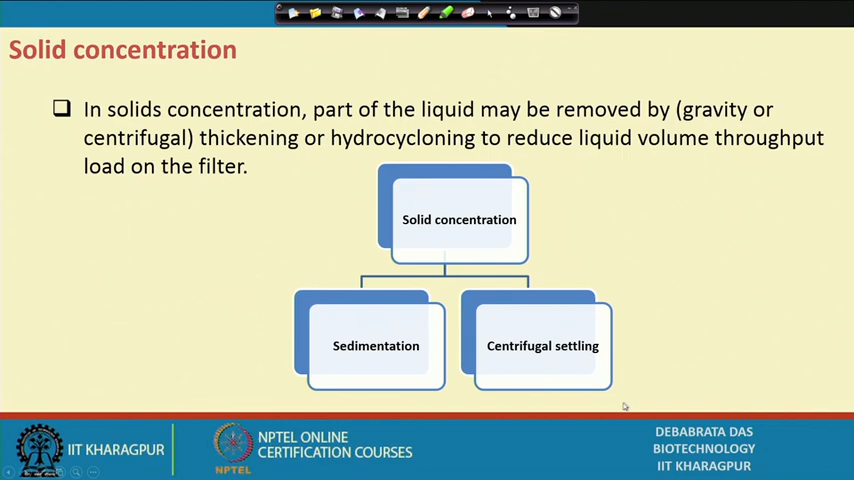 Solid concentration
In solids concentration, part of the liquid may be removed by (gravity or
centrifugal) thickening or hydrocycloning to reduce liquid volume throughput
load on the filter.
Solid concentration
Sedimentation
Centrifugal settling
IIT KHARAGPUR
NPTEL
NPTEL ONLINE
CERTIFICATION COURSES
DEBABRATA DAS
BIOTECHNOLOGY
IIT KHARAGPUR